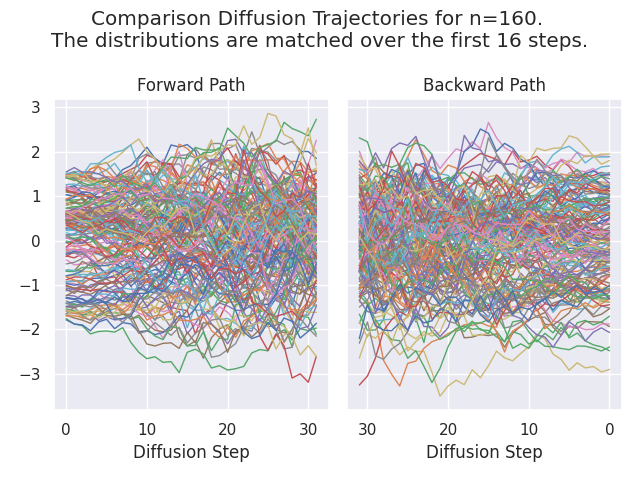 Comparison Diffusion Trajectories for n=160.
The distributions are matched over the first 16 steps.
Forward Path
Backward Path
3
2
1
0
−1
−2
−3
0 10 20 30
30 20 10 0
Diffusion Step
Diffusion Step